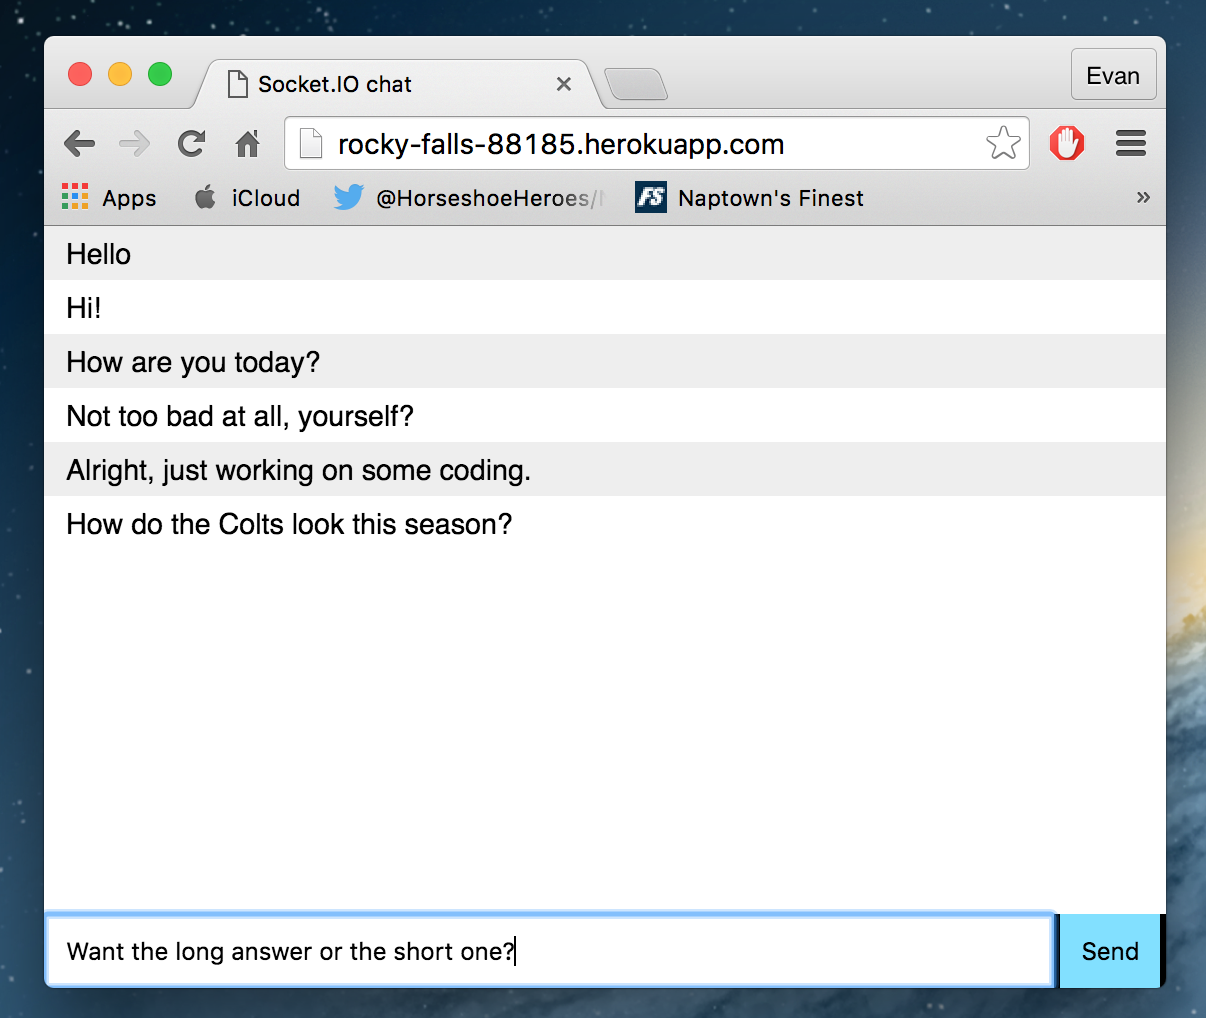 Socket.IO chat
Evan
rocky-falls-88185.herokuapp.com
Apps iCloud @HorseshoeHeroes/ FS Naptown's Finest »
Hello
Hi!
How are you today?
Not too bad at all, yourself?
Alright, just working on some coding.
How do the Colts look this season?
Want the long answer or the short one?
Send